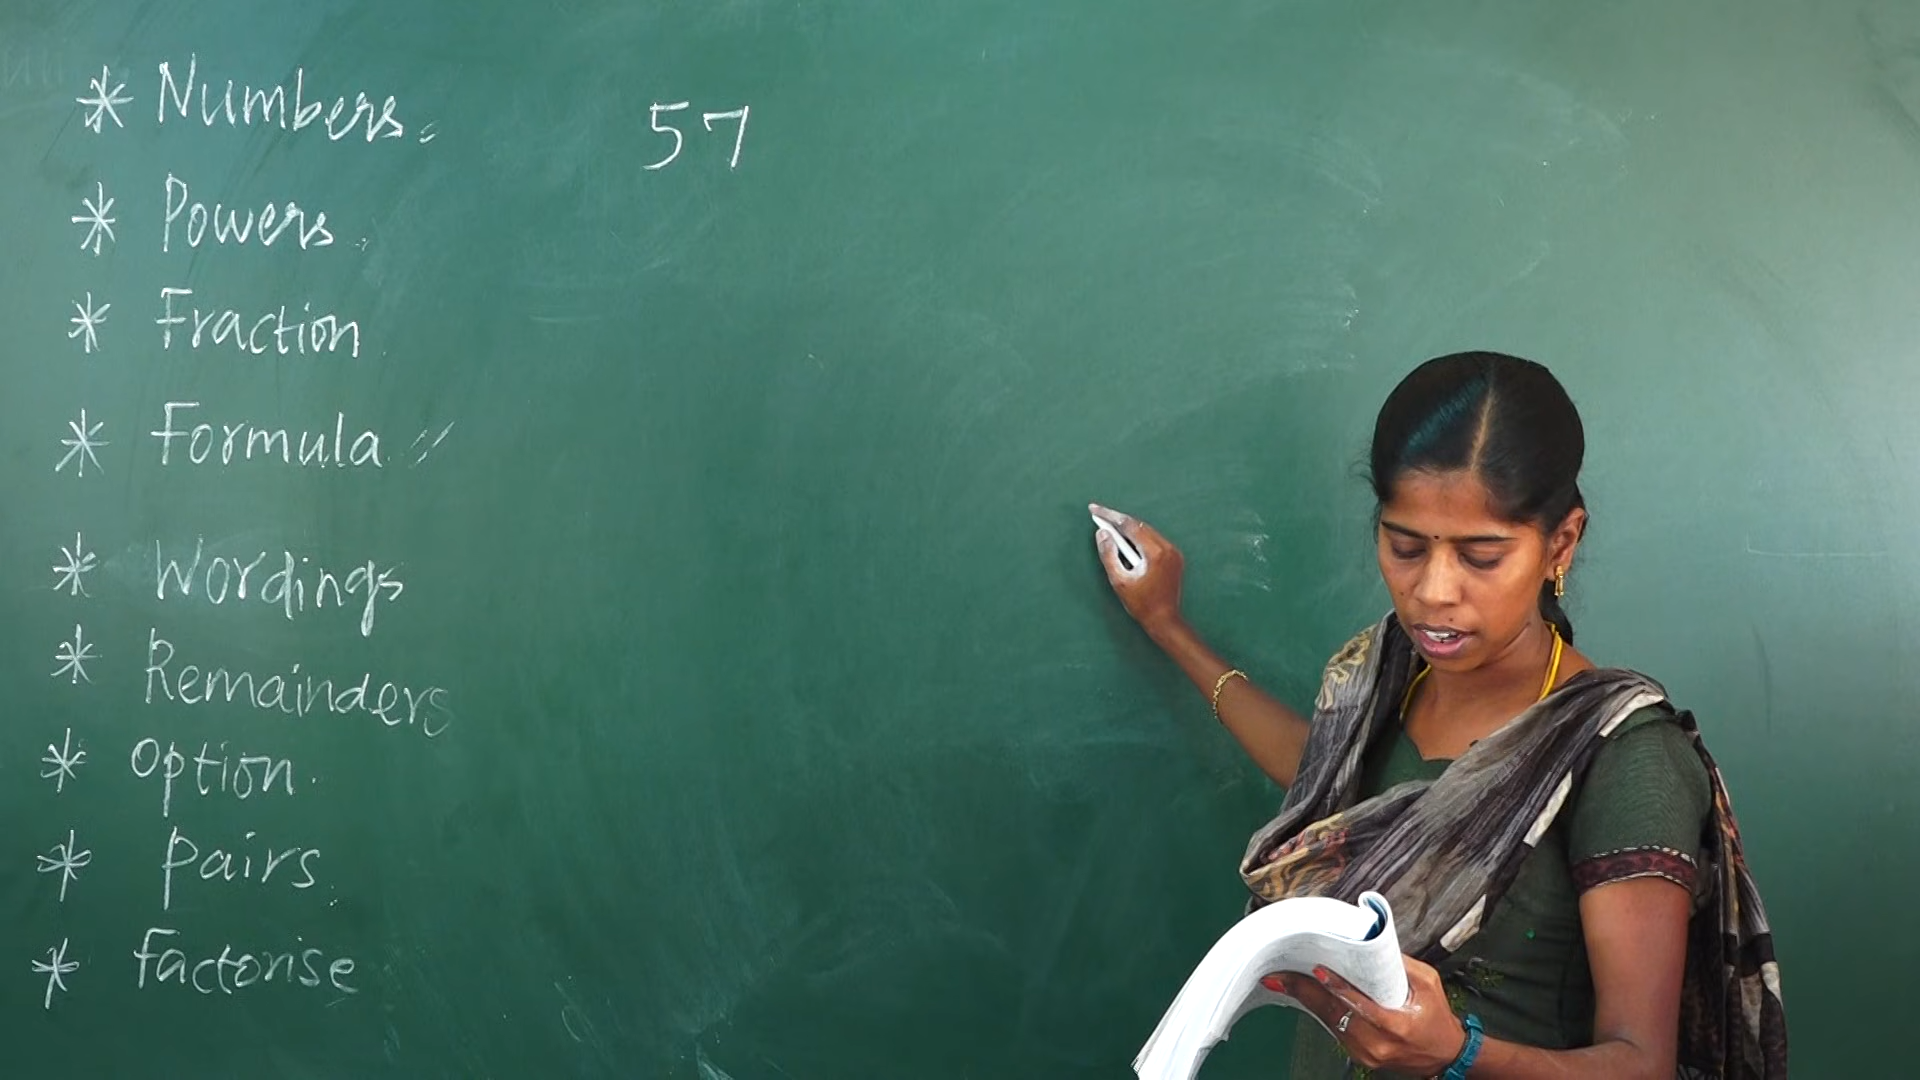 * Numbers. 57
* Powers.
* Fraction
* Formula
* Wordings
* Remainders
* Option.
* Pairs.
* Factorise